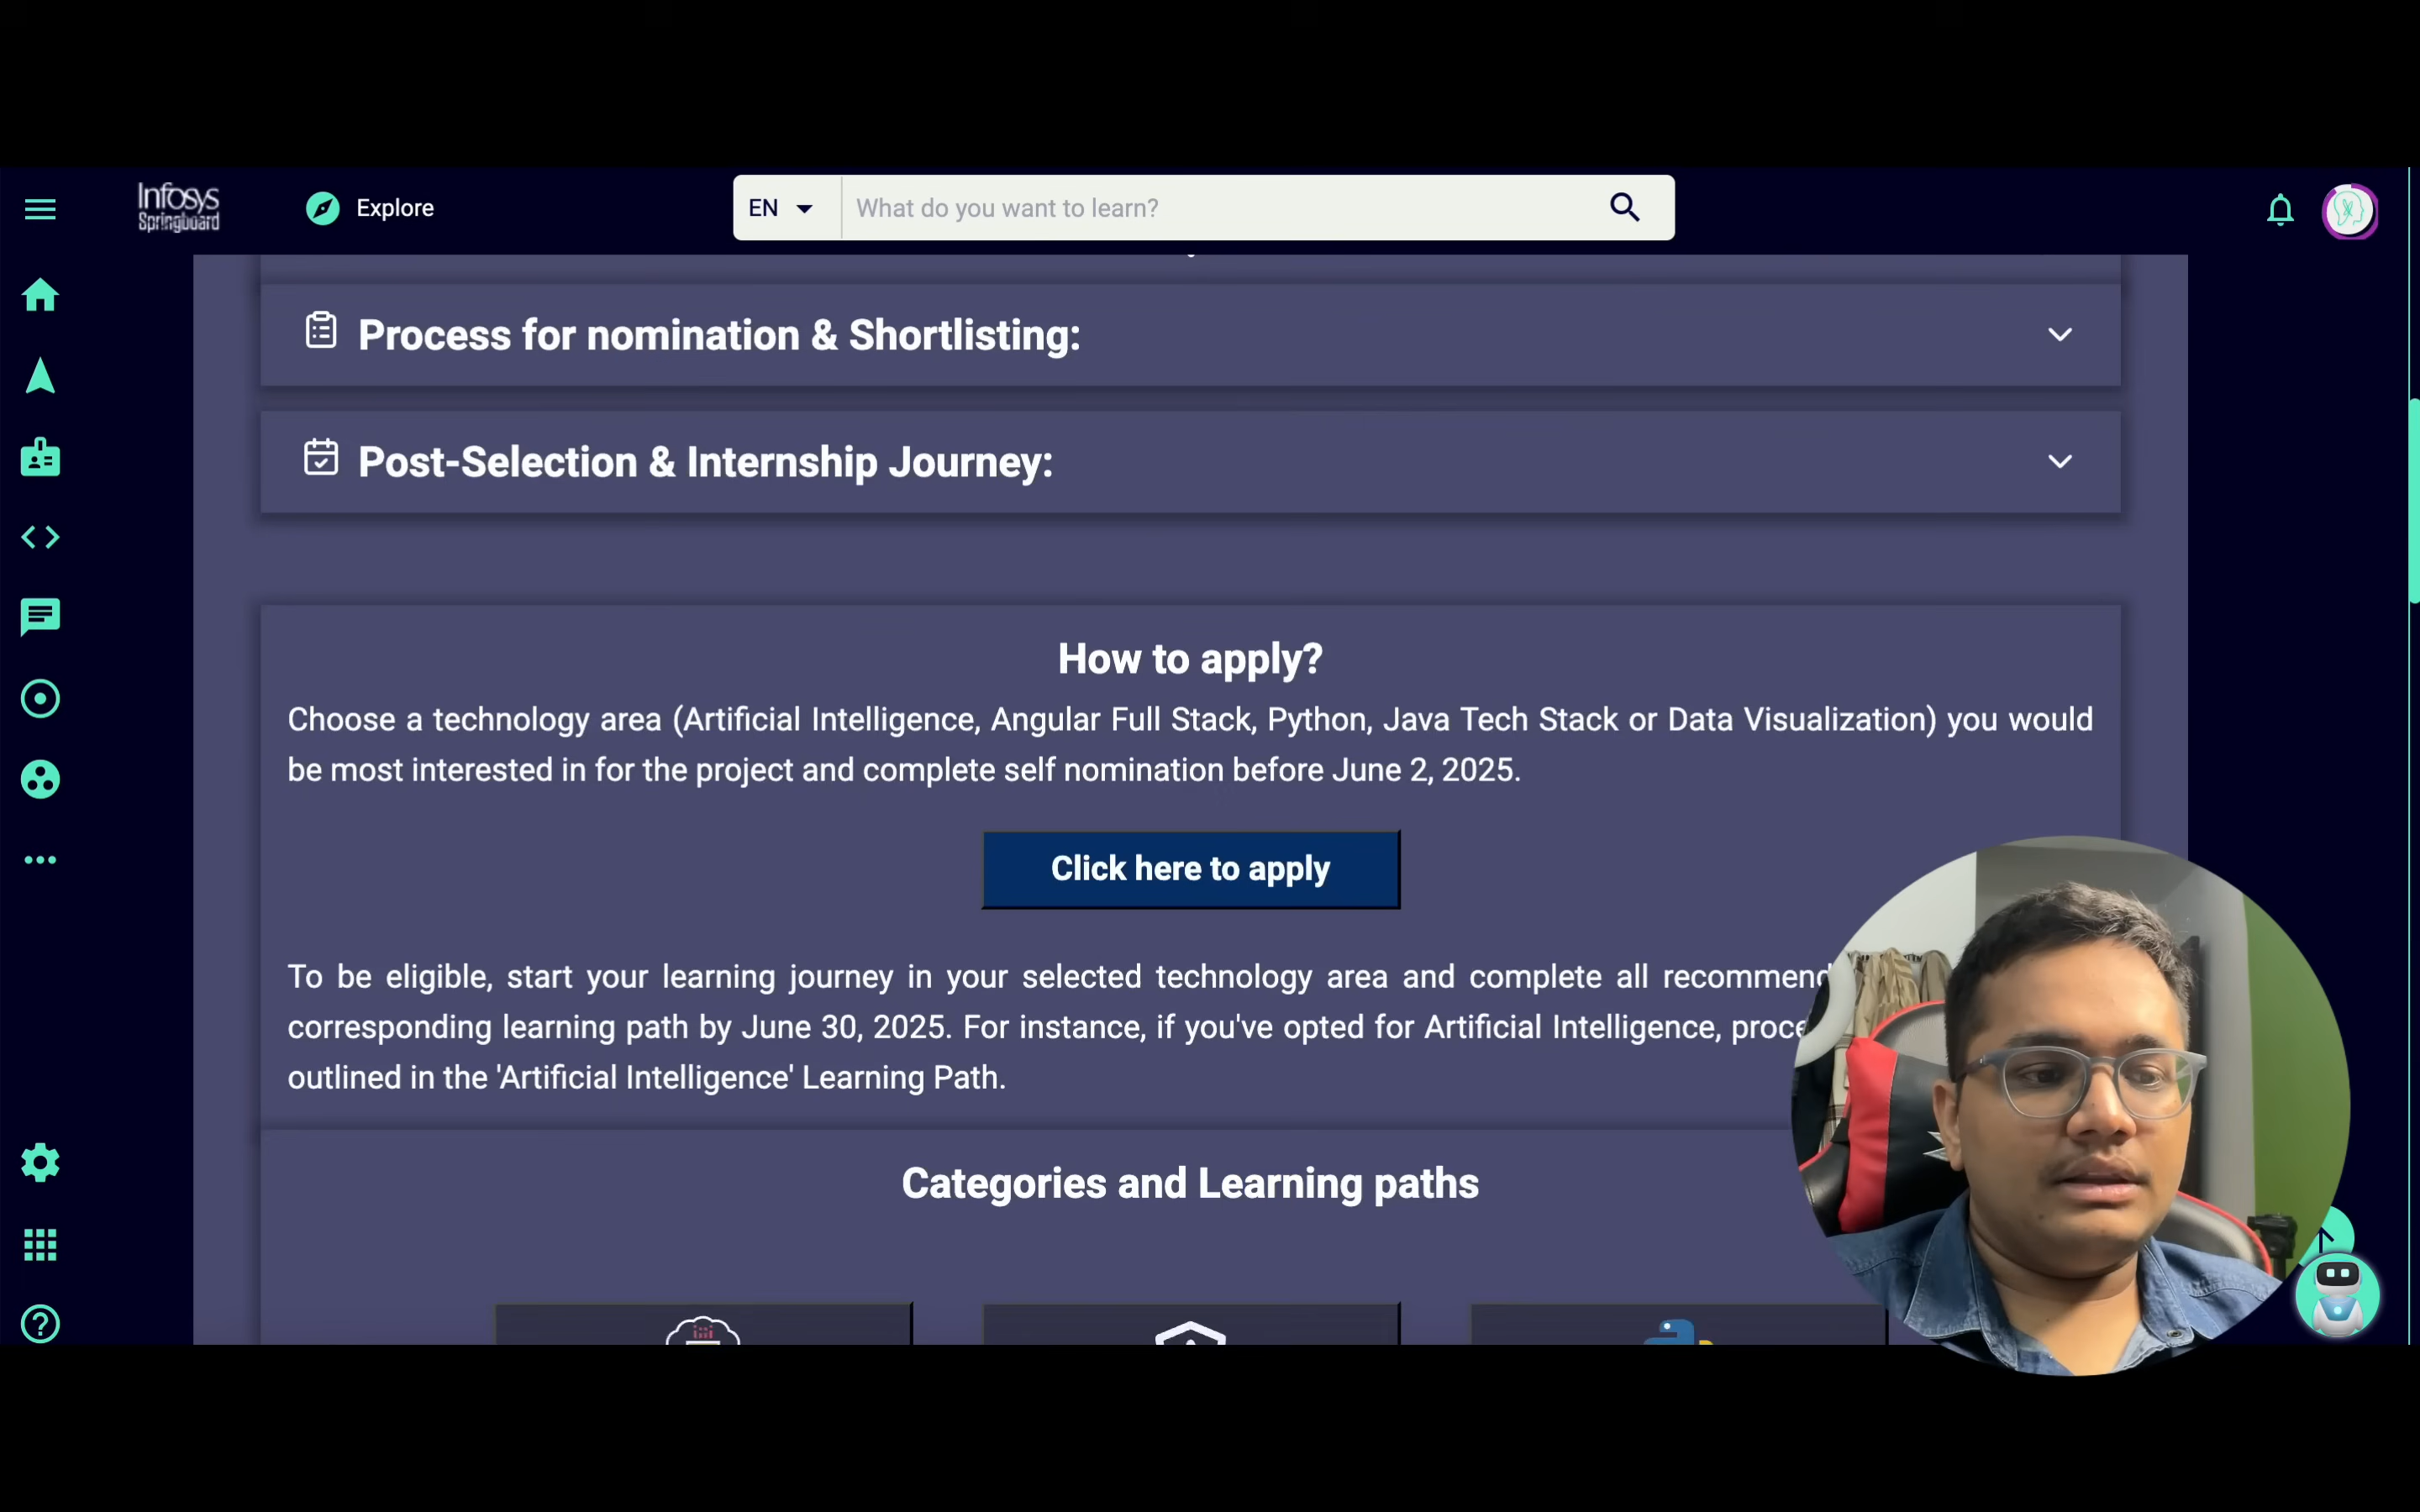 Infosys
Springboard
Explore
EN
What do you want to learn?
Process for nomination & Shortlisting:
Post-Selection & Internship Journey:
How to apply?
Choose a technology area (Artificial Intelligence, Angular Full Stack, Python, Java Tech Stack or Data Visualization) you would
be most interested in for the project and complete self nomination before June 2, 2025.
Click here to apply
To be eligible, start your learning journey in your selected technology area and complete all
corresponding learning path by June 30, 2025. For instance, if you've opted for Artificial Intelligence,
outlined in the 'Artificial Intelligence' Learning Path.
Categories and Learning paths